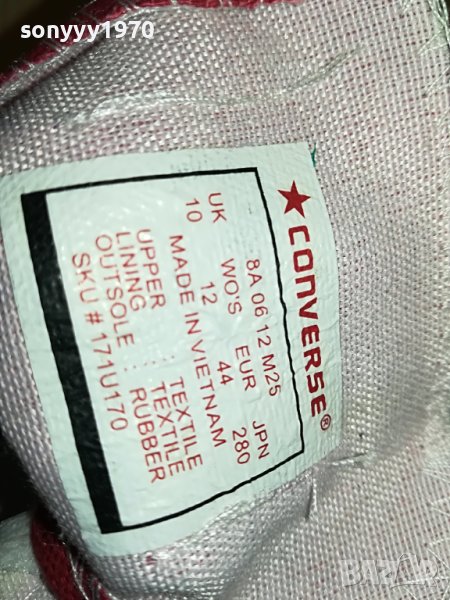 sonyyy1970
CONVERSE®
8A 06 12 M25
UK WO'S EUR JPN
10 12 44 280
MADE IN VIETNAM
UPPER : TEXTILE
LINING : TEXTILE
OUTSOLE : RUBBER
SKU # 171U170